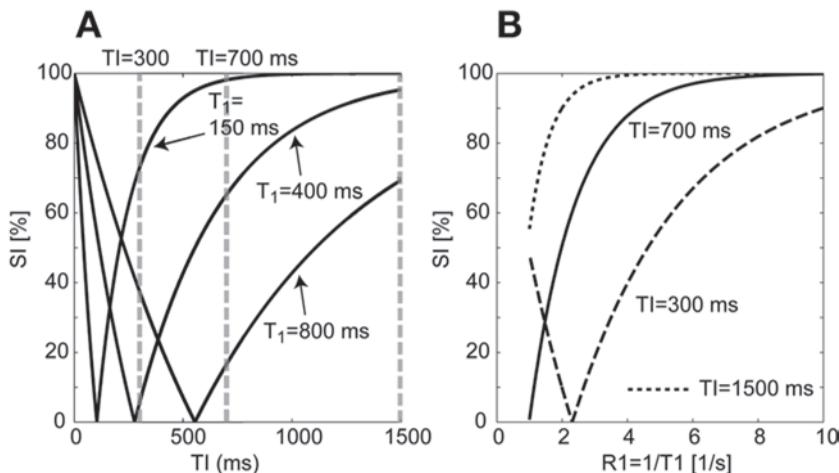 A
TI=300
TI=700 ms
100
80
60
40
20
0
SI [%]
T1=
150 ms
T1=400 ms
T1=800 ms
0
500
1000
1500
TI (ms)
B
100
80
60
40
20
0
SI [%]
TI=700 ms
TI=300 ms
TI=1500 ms
0
2
4
6
8
10
R1=1/T1 [1/s]